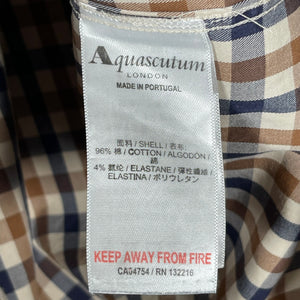 Aquascutum
LONDON
MADE IN PORTUGAL
面料 / SHELL / 表布:
96% 棉 / COTTON / ALGODON /
綿
4% 氨纶 / ELASTANE / 彈性纖維 /
ELASTINA / ポリウレタン
KEEP AWAY FROM FIRE
CA04754 / RN 132216